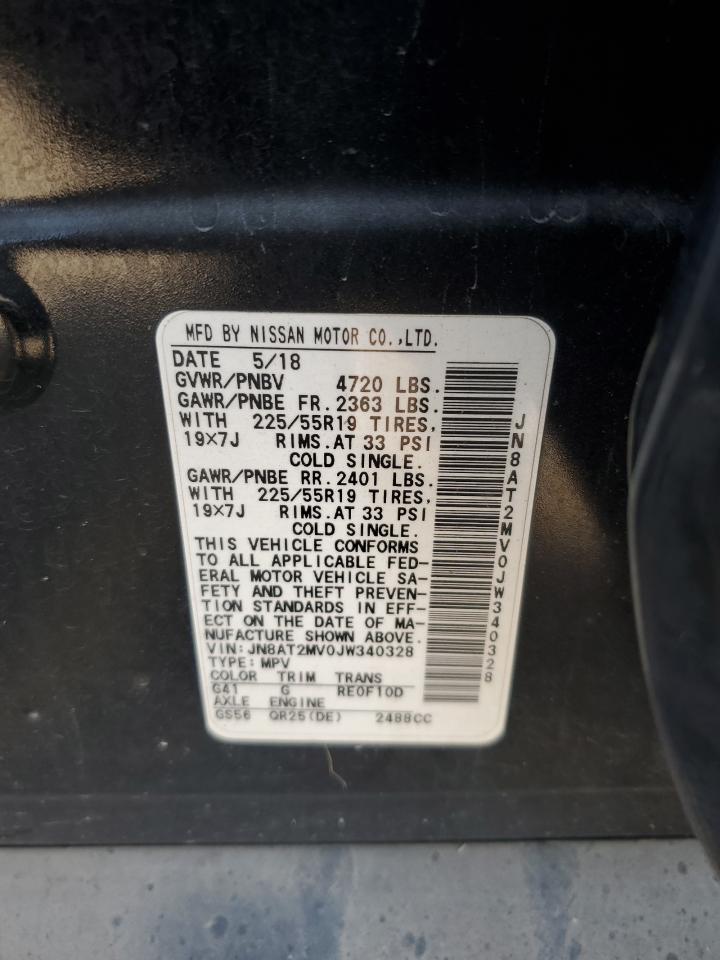 MFD BY NISSAN MOTOR CO.,LTD.
DATE 5/18
GVWR/PNBV 4720 LBS.
GAWR/PNBE FR. 2363 LBS.
WITH 225/55R19 TIRES,
19×7J RIMS.AT 33 PSI
COLD SINGLE.
GAWR/PNBE RR. 2401 LBS.
WITH 225/55R19 TIRES,
19×7J RIMS.AT 33 PSI
COLD SINGLE.
THIS VEHICLE CONFORMS
TO ALL APPLICABLE FED-
ERAL MOTOR VEHICLE SA-
FETY AND THEFT PREVEN-
TION STANDARDS IN EFF-
ECT ON THE DATE OF MA-
NUFACTURE SHOWN ABOVE.
VIN:JN8AT2MV0JW340328
TYPE:MPV
COLOR TRIM TRANS
G41 G RE0F10D
AXLE ENGINE
GS56 QR25(DE) 2488CC
JN8AT2MV0JW340328